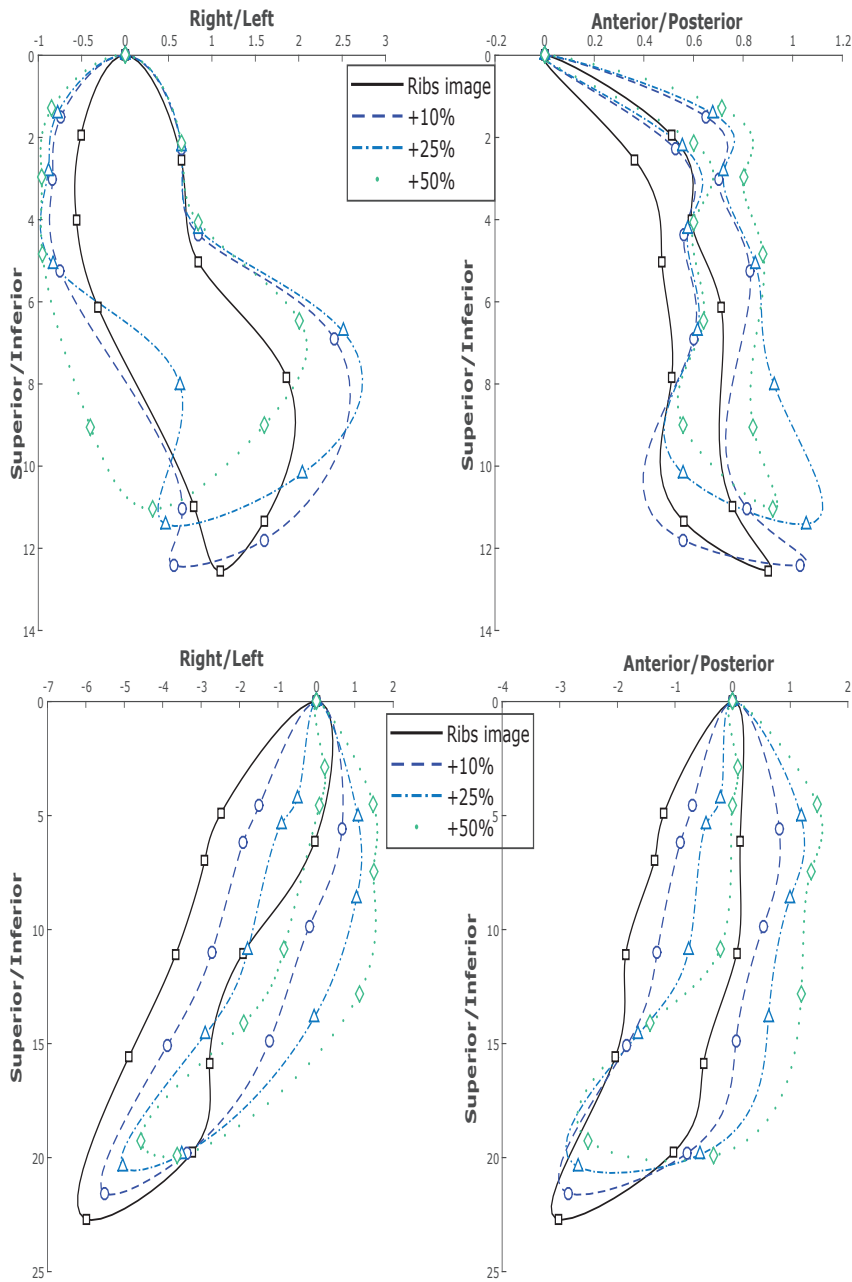 Right/Left
Anterior/Posterior
-1 -0.5 0 0.5 1 1.5 2 2.5 3
-0.2 0 0.2 0.4 0.6 0.8 1 1.2
0
2
4
6
8
10
12
14
Superior/Inferior
Ribs image
+10%
+25%
+50%
0
2
4
6
8
10
12
14
Superior/Inferior
Right/Left
Anterior/Posterior
-7 -6 -5 -4 -3 -2 -1 0 1 2
-4 -3 -2 -1 0 1 2
0
5
10
15
20
25
Superior/Inferior
Ribs image
+10%
+25%
+50%
0
5
10
15
20
25
Superior/Inferior